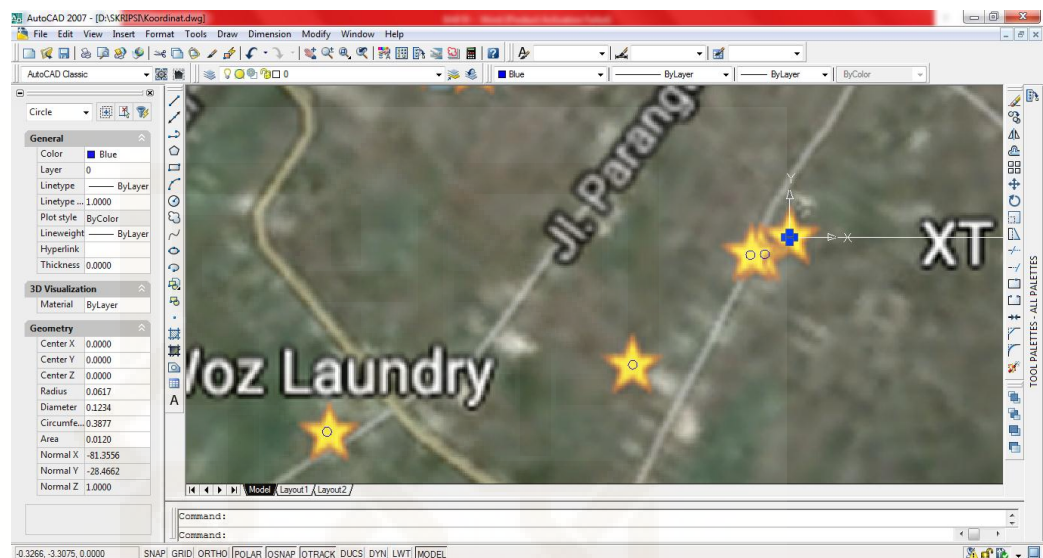 AutoCAD 2007 - [D:\SKRIPSI\Koordinat.dwg]
File Edit View Insert Format Tools Draw Dimension Modify Window Help
AutoCAD Classic
0
Blue
ByLayer
ByLayer
ByColor
Circle
General
Color Blue
Layer 0
Linetype ByLayer
Linetype ... 1.0000
Plot style ByColor
Lineweight ByLayer
Hyperlink
Thickness 0.0000
3D Visualization
Material ByLayer
Geometry
Center X 0.0000
Center Y 0.0000
Center Z 0.0000
Radius 0.0617
Diameter 0.1234
Circumfe... 0.3877
Area 0.0120
Normal X -81.3556
Normal Y -28.4662
Normal Z 1.0000
A
Jl. Parang
Y
X
XT
Voz Laundry
TOOL PALETTES - ALL PALETTES
Model Layout1 Layout2
Command:
Command:
-0.3266, -3.3075, 0.0000 SNAP GRID ORTHO POLAR OSNAP OTRACK DUCS DYN LWT MODEL